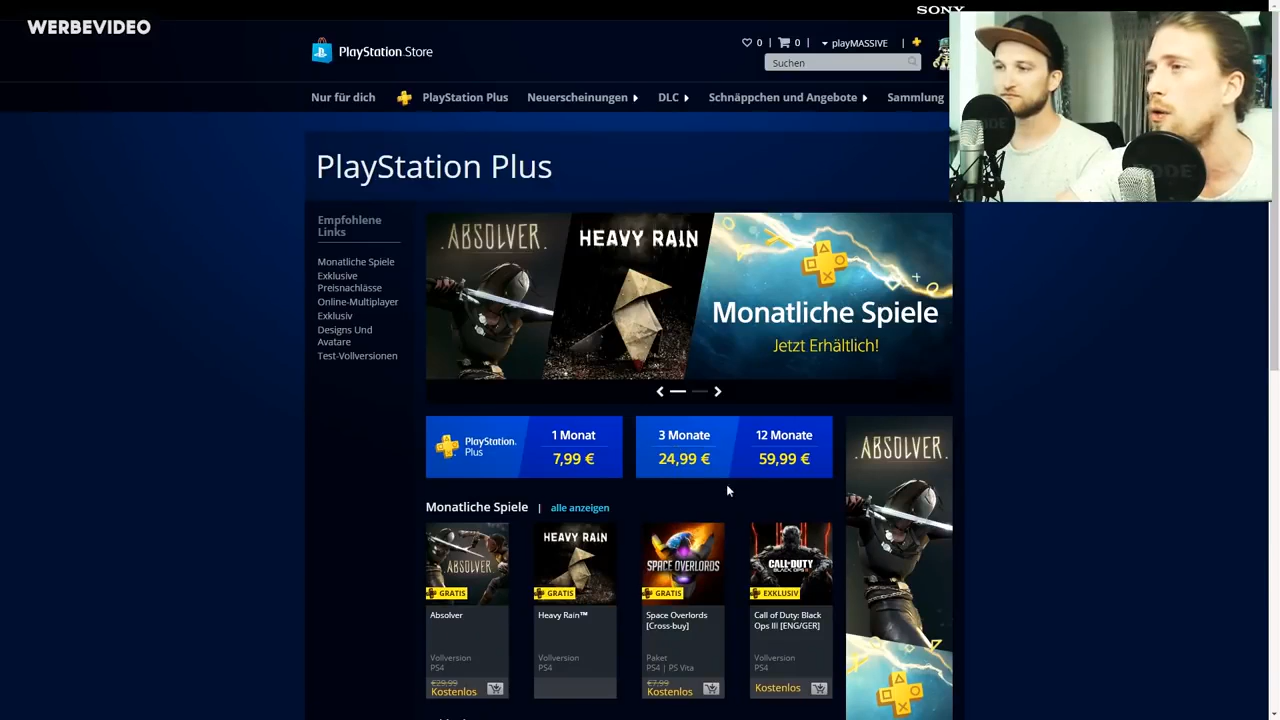 WERBEVIDEO
SONY
PlayStation Store
0 | 0 | playMASSIVE |
Suchen
Nur für dich
PlayStation Plus
Neuerscheinungen
DLC
Schnäppchen und Angebote
Sammlung
PlayStation Plus
Empfohlene
Links
Monatliche Spiele
Exklusive
Preisnachlässe
Online-Multiplayer
Exklusiv
Designs Und
Avatare
Test-Vollversionen
ABSOLVER.
HEAVY RAIN
Monatliche Spiele
Jetzt Erhältlich!
PlayStation.
Plus
1 Monat
7,99 €
3 Monate
24,99 €
12 Monate
59,99 €
ABSOLVER
Monatliche Spiele | alle anzeigen
ABSOLVER
GRATIS
Absolver
Vollversion
PS4
€29,99
Kostenlos
HEAVY RAIN
GRATIS
Heavy Rain™
Vollversion
PS4
SPACE OVERLORDS
GRATIS
Space Overlords
[Cross-buy]
Paket
PS4 | PS Vita
€7,99
Kostenlos
CALL OF DUTY
BLACK OPS III
EXKLUSIV
Call of Duty: Black
Ops III [ENG/GER]
Vollversion
PS4
Kostenlos